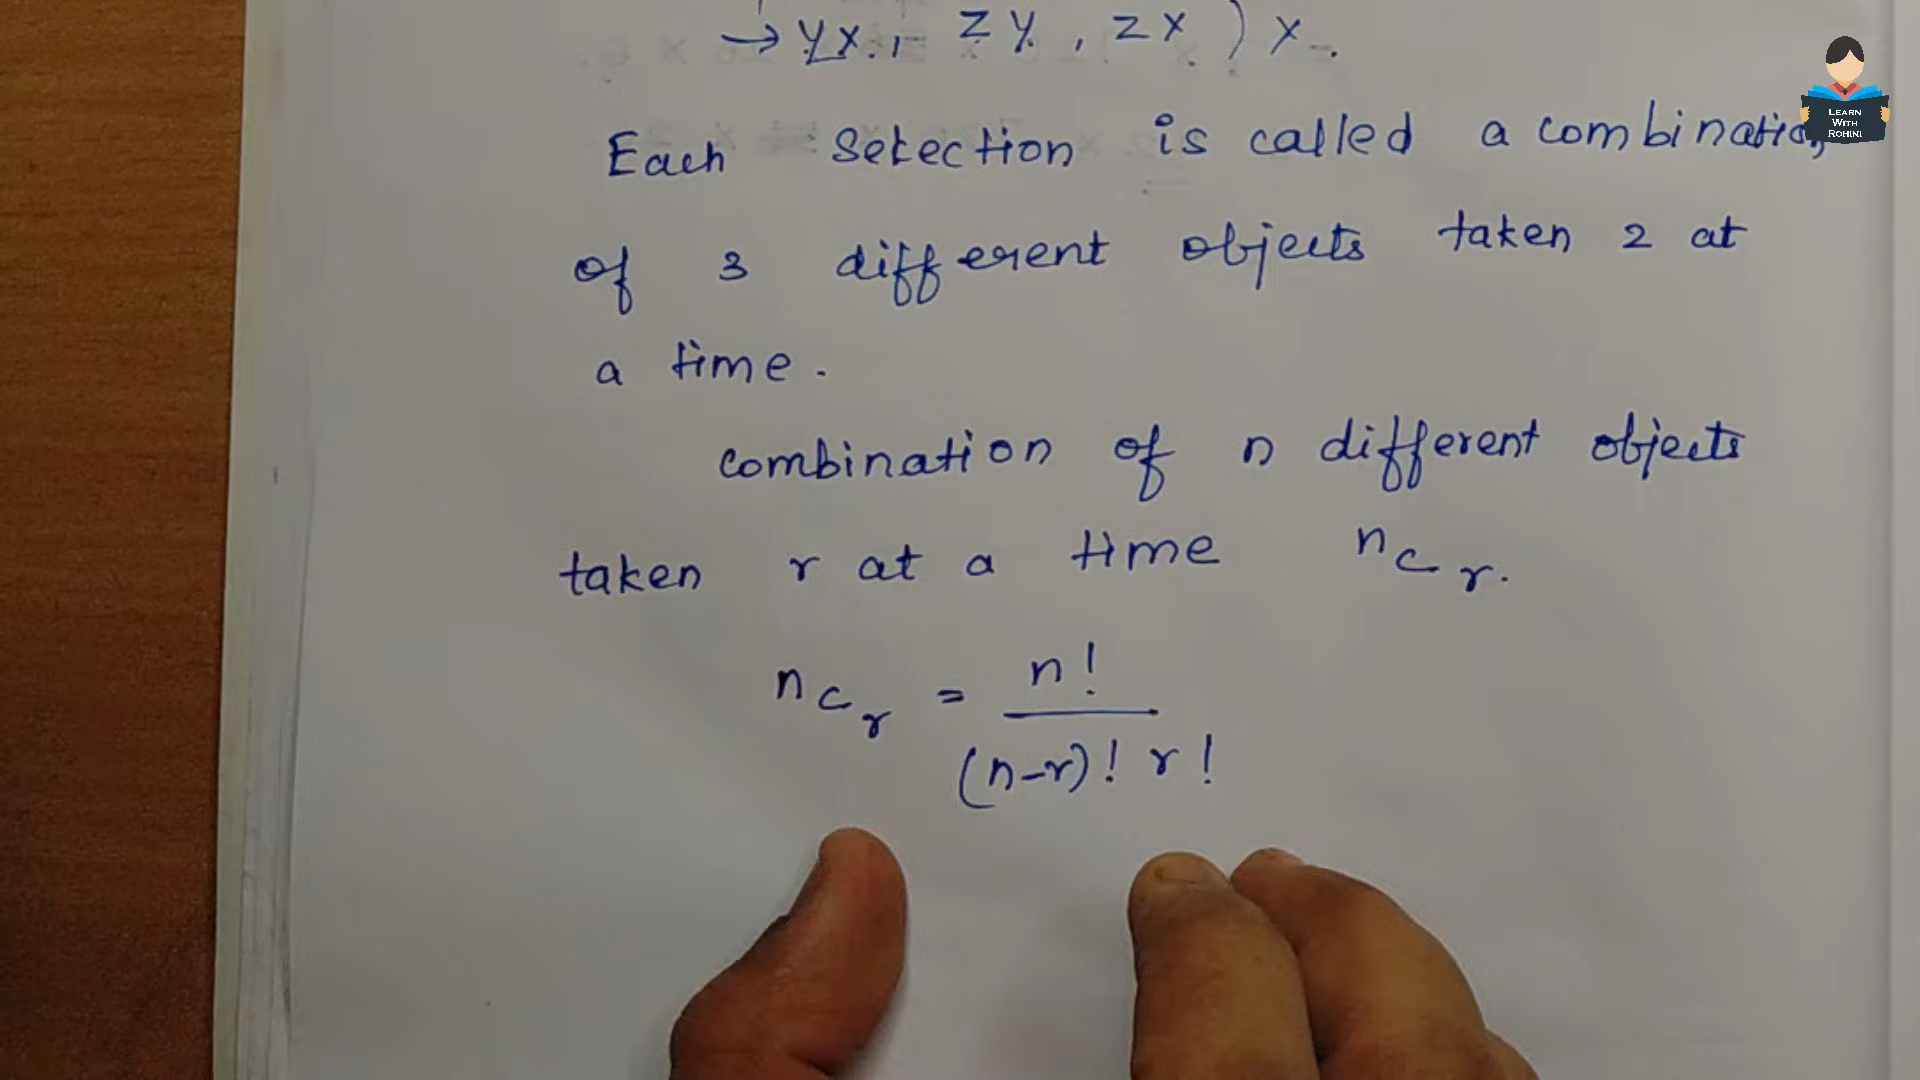 → yx, zy, zx ) x.
Each Selection is called a combination
of 3 different objects taken 2 at
a time.
combination of n different objects
taken r at a time nCr.
nCr = n!
(n-r)! r!
LEARN
WITH
ROHINI